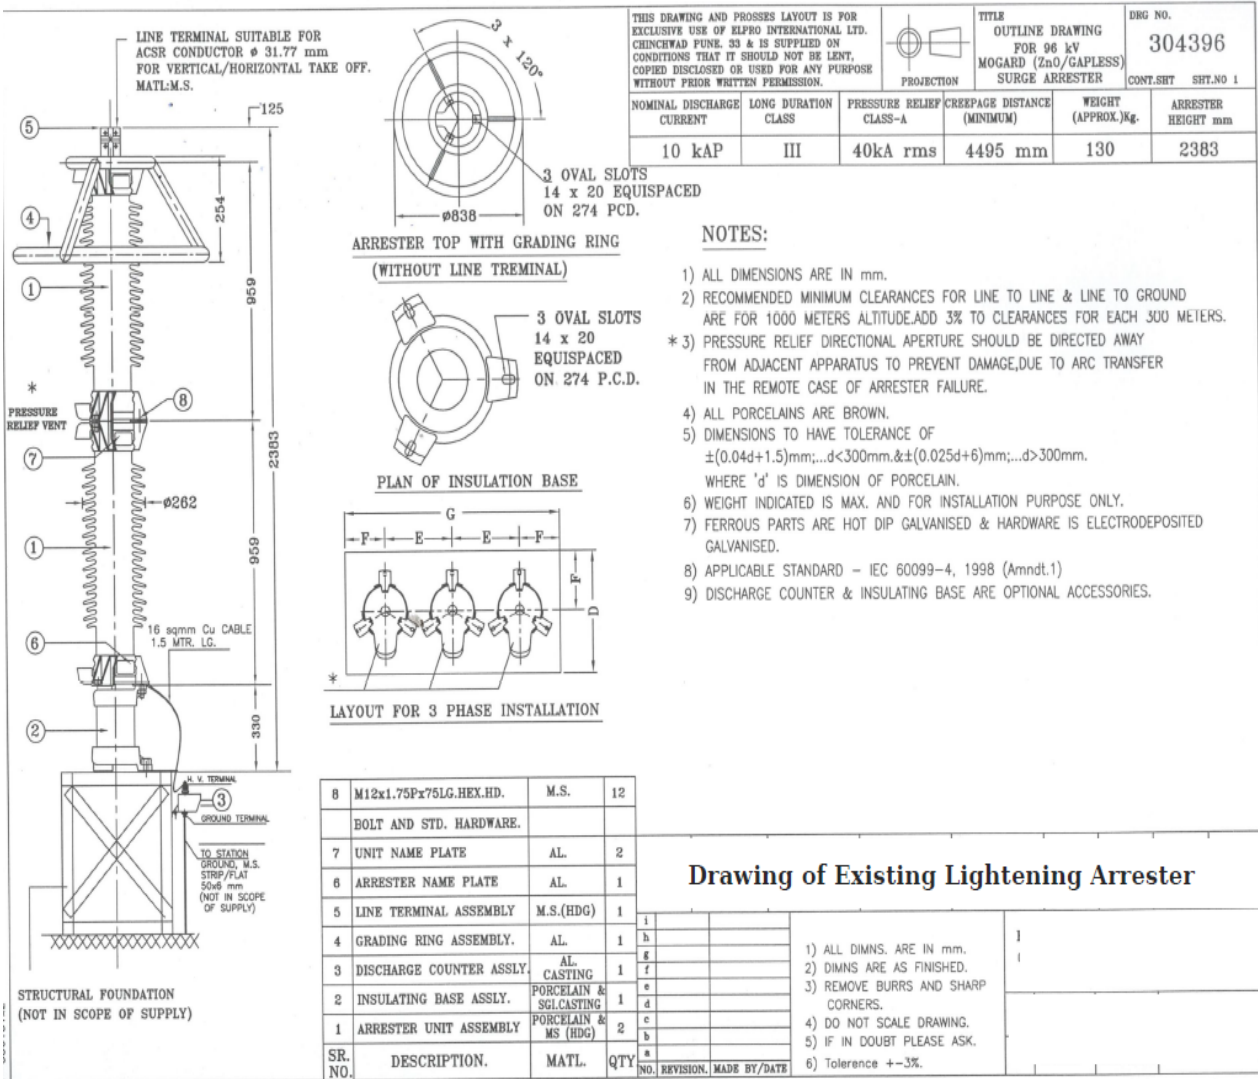 LINE TERMINAL SUITABLE FOR
ACSR CONDUCTOR ø 31.77 mm
FOR VERTICAL/HORIZONTAL TAKE OFF.
MATL:M.S.
125
5
4
254
1
959
*
PRESSURE
RELIEF VENT
8
7
2383
ø262
1
959
16 sqmm Cu CABLE
1.5 MTR. LG.
6
330
2
H. V. TERMINAL
3
GROUND TERMINAL
TO STATION
GROUND, M.S.
STRIP/FLAT
50x6 mm
(NOT IN SCOPE
OF SUPPLY)
STRUCTURAL FOUNDATION
(NOT IN SCOPE OF SUPPLY)
3 x 120°
3 OVAL SLOTS
14 x 20 EQUISPACED
ON 274 PCD.
ø838
ARRESTER TOP WITH GRADING RING
(WITHOUT LINE TREMINAL)
3 OVAL SLOTS
14 x 20
EQUISPACED
ON 274 P.C.D.
PLAN OF INSULATION BASE
G
F E E F
F
D
*
LAYOUT FOR 3 PHASE INSTALLATION
THIS DRAWING AND PROSSES LAYOUT IS FOR
EXCLUSIVE USE OF ELPRO INTERNATIONAL LTD.
CHINCHWAD PUNE. 33 & IS SUPPLIED ON
CONDITIONS THAT IT SHOULD NOT BE LENT,
COPIED DISCLOSED OR USED FOR ANY PURPOSE
WITHOUT PRIOR WRITTEN PERMISSION.
PROJECTION
TITLE
OUTLINE DRAWING
FOR 96 kV
MOGARD (ZnO/GAPLESS)
SURGE ARRESTER
DRG NO.
304396
CONT.SHT SHT.NO 1
NOMINAL DISCHARGE CURRENT LONG DURATION CLASS PRESSURE RELIEF CLASS-A CREEPAGE DISTANCE (MINIMUM) WEIGHT (APPROX.)Kg. ARRESTER HEIGHT mm
10 kAP III 40kA rms 4495 mm 130 2383
NOTES:
1) ALL DIMENSIONS ARE IN mm.
2) RECOMMENDED MINIMUM CLEARANCES FOR LINE TO LINE & LINE TO GROUND
ARE FOR 1000 METERS ALTITUDE.ADD 3% TO CLEARANCES FOR EACH 300 METERS.
* 3) PRESSURE RELIEF DIRECTIONAL APERTURE SHOULD BE DIRECTED AWAY
FROM ADJACENT APPARATUS TO PREVENT DAMAGE,DUE TO ARC TRANSFER
IN THE REMOTE CASE OF ARRESTER FAILURE.
4) ALL PORCELAINS ARE BROWN.
5) DIMENSIONS TO HAVE TOLERANCE OF
±(0.04d+1.5)mm;...d<300mm.&±(0.025d+6)mm;...d>300mm.
WHERE 'd' IS DIMENSION OF PORCELAIN.
6) WEIGHT INDICATED IS MAX. AND FOR INSTALLATION PURPOSE ONLY.
7) FERROUS PARTS ARE HOT DIP GALVANISED & HARDWARE IS ELECTRODEPOSITED
GALVANISED.
8) APPLICABLE STANDARD - IEC 60099-4, 1998 (Amndt.1)
9) DISCHARGE COUNTER & INSULATING BASE ARE OPTIONAL ACCESSORIES.
8 M12x1.75Px75LG.HEX.HD. M.S. 12
BOLT AND STD. HARDWARE.
7 UNIT NAME PLATE AL. 2
6 ARRESTER NAME PLATE AL. 1
5 LINE TERMINAL ASSEMBLY M.S.(HDG) 1
4 GRADING RING ASSEMBLY. AL. 1
3 DISCHARGE COUNTER ASSLY. AL. CASTING 1
2 INSULATING BASE ASSLY. PORCELAIN & SGI.CASTING 1
1 ARRESTER UNIT ASSEMBLY PORCELAIN & MS (HDG) 2
SR. NO. DESCRIPTION. MATL. QTY
Drawing of Existing Lightening Arrester
i
h
g
f
e
d
c
b
a
NO. REVISION. MADE BY/DATE
1) ALL DIMNS. ARE IN mm.
2) DIMNS ARE AS FINISHED.
3) REMOVE BURRS AND SHARP
CORNERS.
4) DO NOT SCALE DRAWING.
5) IF IN DOUBT PLEASE ASK.
6) Tolerence +-3%.